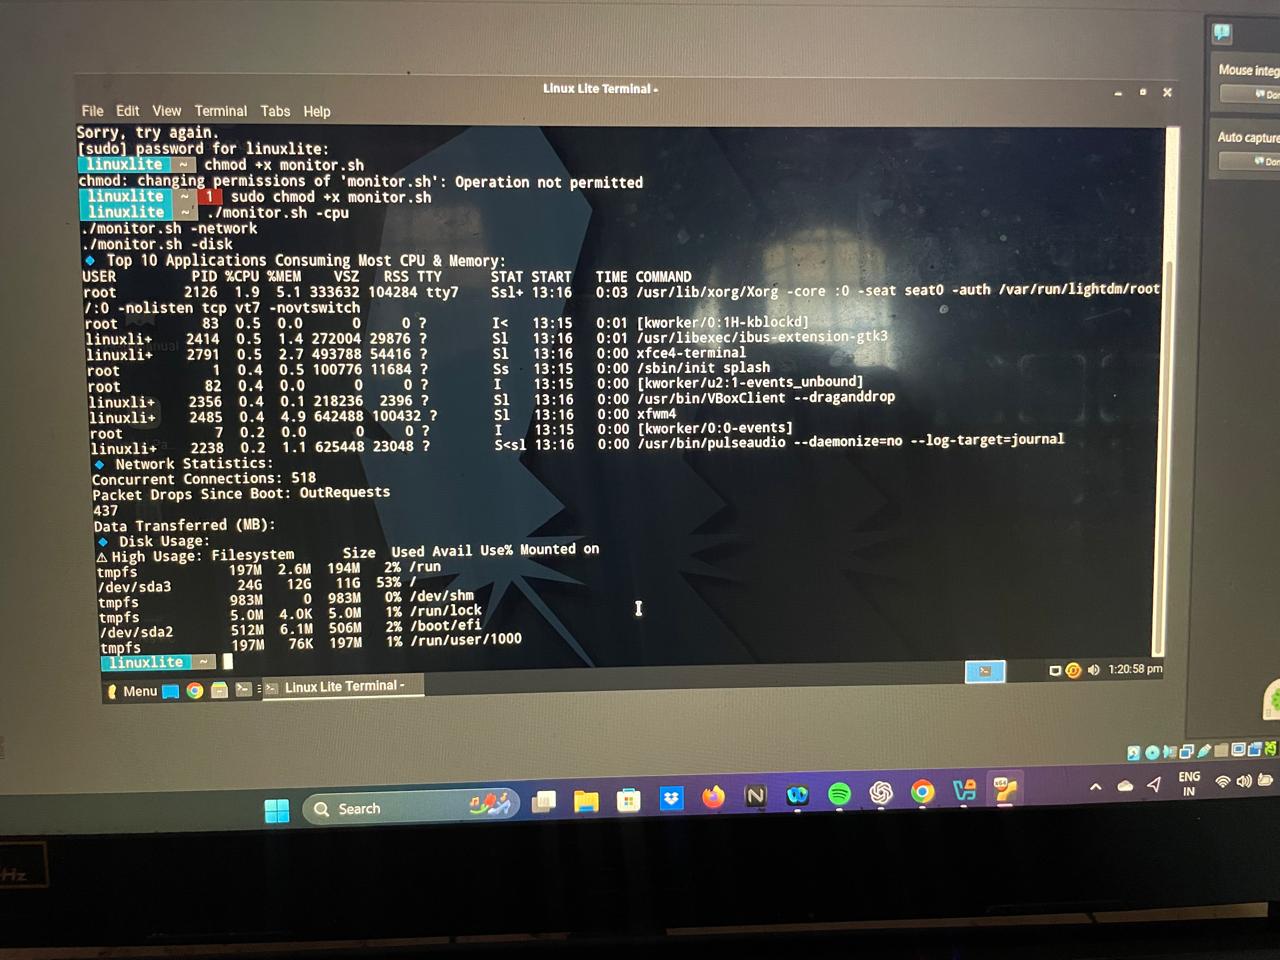 Linux Lite Terminal -
File Edit View Terminal Tabs Help
Sorry, try again.
[sudo] password for linuxlite:
linuxlite ~ chmod +x monitor.sh
chmod: changing permissions of 'monitor.sh': Operation not permitted
linuxlite ~ 1 sudo chmod +x monitor.sh
linuxlite ~ ./monitor.sh -cpu
./monitor.sh -network
./monitor.sh -disk
Top 10 Applications Consuming Most CPU & Memory:
USER PID %CPU %MEM VSZ RSS TTY STAT START TIME COMMAND
root 2126 1.9 5.1 333632 104284 tty7 Ssl+ 13:16 0:03 /usr/lib/xorg/Xorg -core :0 -seat seat0 -auth /var/run/lightdm/root
/:0 -nolisten tcp vt7 -novtswitch
root 83 0.5 0.0 0 0 ? I< 13:15 0:01 [kworker/0:1H-kblockd]
linuxli+ 2414 0.5 1.4 272004 29876 ? Sl 13:16 0:01 /usr/libexec/ibus-extension-gtk3
linuxli+ 2791 0.5 2.7 493788 54416 ? Sl 13:16 0:00 xfce4-terminal
root 1 0.4 0.5 100776 11684 ? Ss 13:15 0:00 /sbin/init splash
root 82 0.4 0.0 0 0 ? I 13:15 0:00 [kworker/u2:1-events_unbound]
linuxli+ 2356 0.4 0.1 218236 2396 ? Sl 13:16 0:00 /usr/bin/VBoxClient --draganddrop
linuxli+ 2485 0.4 4.9 642488 100432 ? Sl 13:16 0:00 xfwm4
root 7 0.2 0.0 0 0 ? I 13:15 0:00 [kworker/0:0-events]
linuxli+ 2238 0.2 1.1 625448 23048 ? S<sl 13:16 0:00 /usr/bin/pulseaudio --daemonize=no --log-target=journal
Network Statistics:
Concurrent Connections: 518
Packet Drops Since Boot: OutRequests
437
Data Transferred (MB):
Disk Usage:
⚠ High Usage: Filesystem Size Used Avail Use% Mounted on
tmpfs 197M 2.6M 194M 2% /run
/dev/sda3 24G 12G 11G 53% /
tmpfs 983M 0 983M 0% /dev/shm
tmpfs 5.0M 4.0K 5.0M 1% /run/lock
/dev/sda2 512M 6.1M 506M 2% /boot/efi
tmpfs 197M 76K 197M 1% /run/user/1000
linuxlite ~
Menu Linux Lite Terminal - 1:20:58 pm
Mouse integ
Auto capture
Search
ENG
IN
Hz